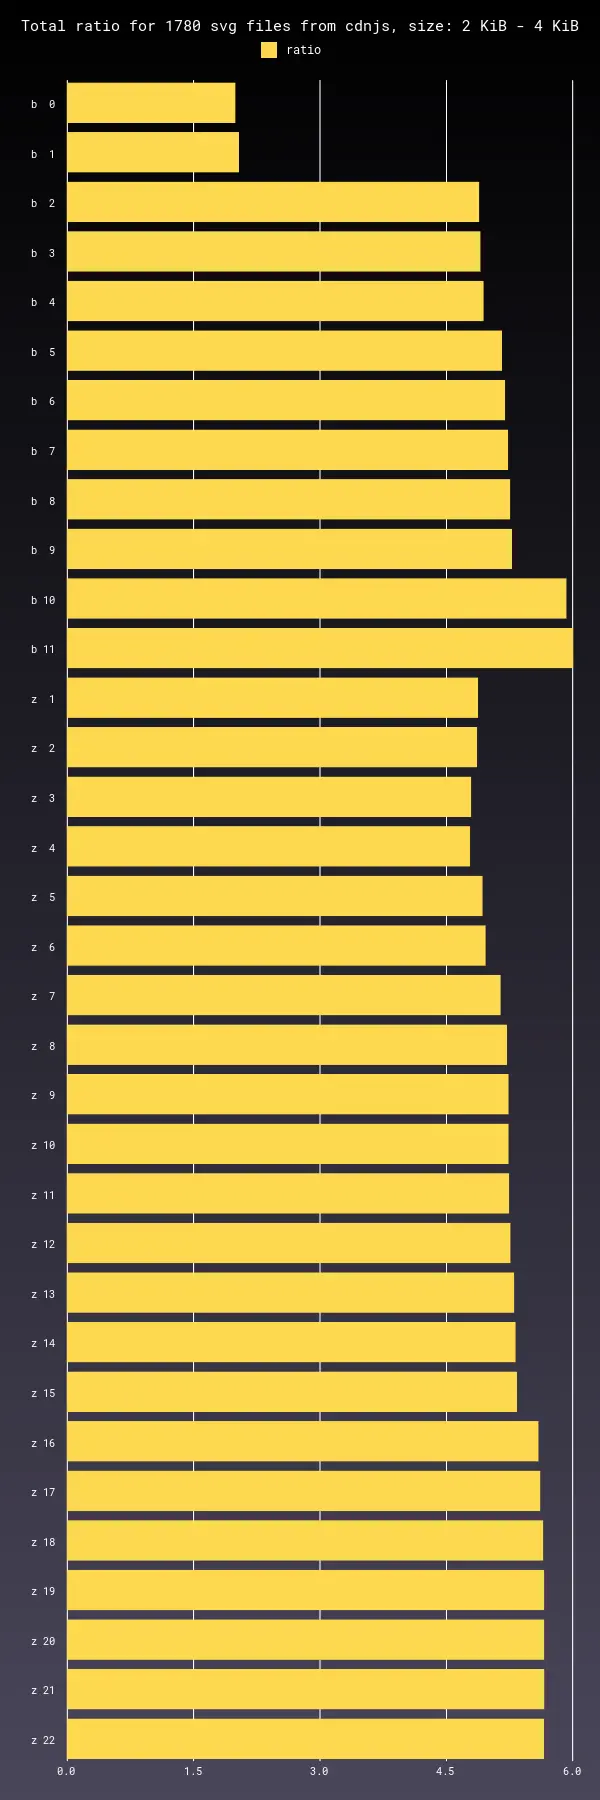 Total ratio for 1780 svg files from cdnjs, size: 2 KiB - 4 KiB
ratio
b 0
b 1
b 2
b 3
b 4
b 5
b 6
b 7
b 8
b 9
b 10
b 11
z 1
z 2
z 3
z 4
z 5
z 6
z 7
z 8
z 9
z 10
z 11
z 12
z 13
z 14
z 15
z 16
z 17
z 18
z 19
z 20
z 21
z 22
0.0 1.5 3.0 4.5 6.0